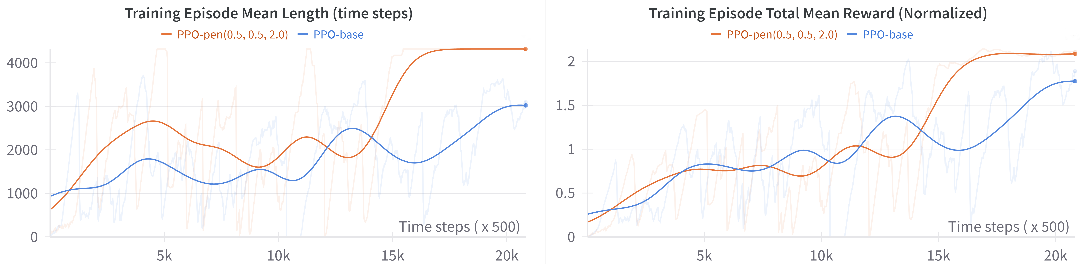 Training Episode Mean Length (time steps)
PPO-pen(0.5, 0.5, 2.0) PPO-base
4000
3000
2000
1000
0
Time steps ( x 500)
5k 10k 15k 20k
Training Episode Total Mean Reward (Normalized)
PPO-pen(0.5, 0.5, 2.0) PPO-base
2
1.5
1
0.5
0
Time steps ( x 500)
5k 10k 15k 20k